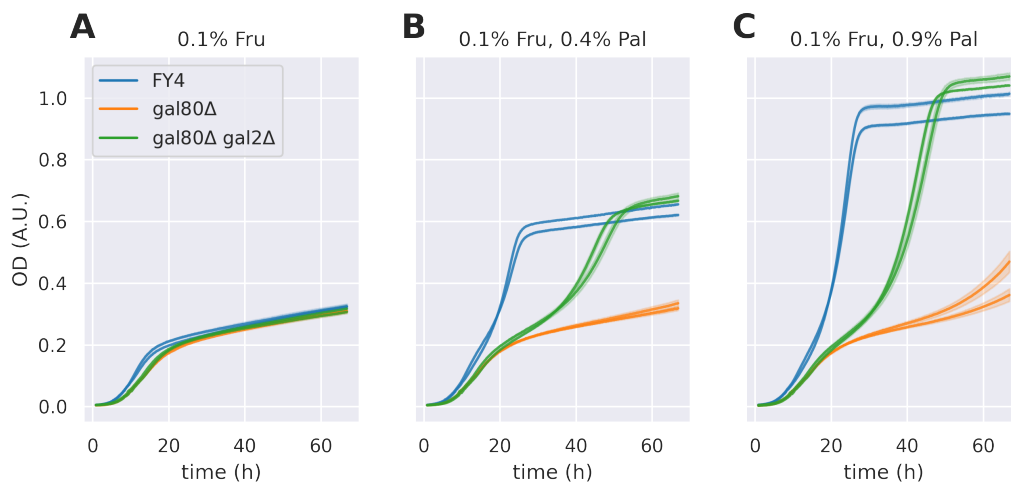 A
0.1% Fru
B
0.1% Fru, 0.4% Pal
C
0.1% Fru, 0.9% Pal
FY4
gal80Δ
gal80Δ gal2Δ
OD (A.U.)
1.0
0.8
0.6
0.4
0.2
0.0
0 20 40 60
0 20 40 60
0 20 40 60
time (h)
time (h)
time (h)